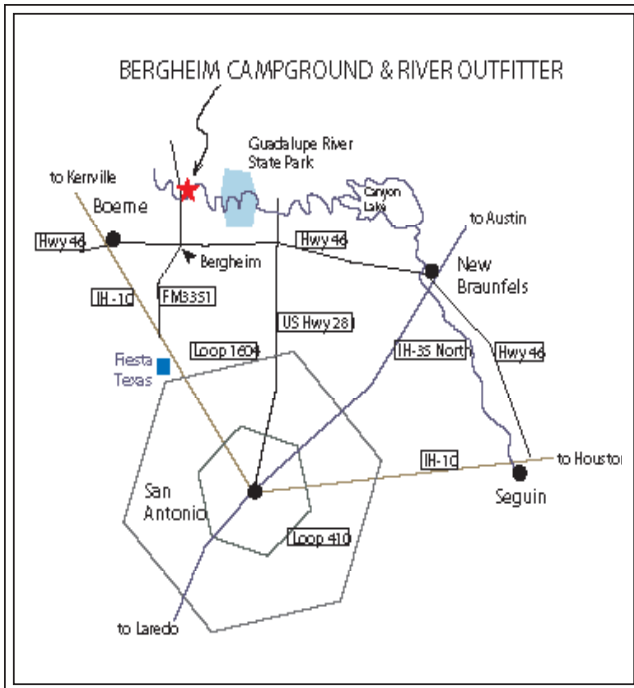 BERGHEIM CAMPGROUND & RIVER OUTFITTER
Guadalupe River
State Park
to Kerrville
Boerne
Canyon
Lake
to Austin
Hwy 46
Hwy 46
Bergheim
New
Braunfels
IH-10
FM3351
US Hwy 281
Loop 1604
IH-35 North
Hwy 46
Fiesta
Texas
IH-10
to Houston
San
Antonio
Seguin
Loop 410
to Laredo